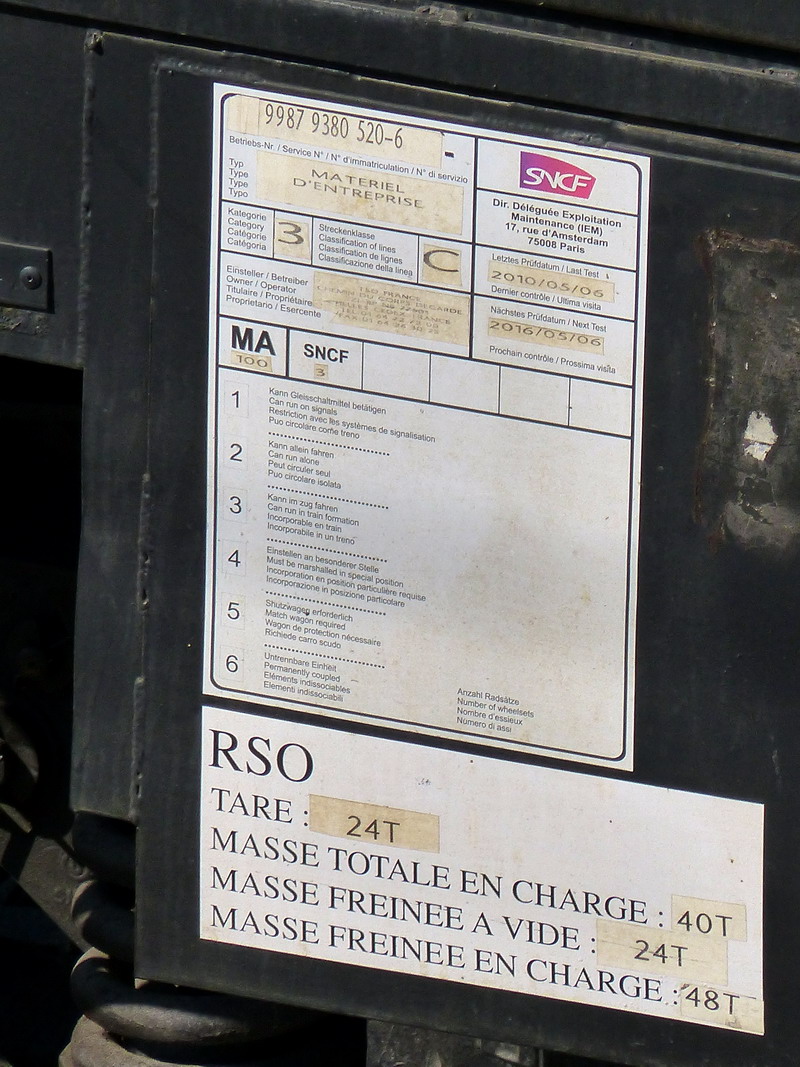 9987 9380 520-6
Betriebs-Nr. / Service N° / N° d'immatriculation / N° di servizio
Typ
Type
Type
Tipo
MATERIEL
D'ENTREPRISE
SNCF
Dir. Déléguée Exploitation
Maintenance (IEM)
17, rue d'Amsterdam
75008 Paris
Kategorie
Category
Catégorie
Catégoria
3
Streckenklasse
Classification of lines
Classification de lignes
Classificazione della linea
C
Letztes Prüfdatum / Last Test
2010/05/06
Dernier contrôle / Ultima visita
Einsteller / Betreiber
Owner / Operator
Titulaire / Propriétaire
Proprietario / Esercente
TSO FRANCE
CHEMIN DU CORPS DE GARDE
Nächstes Prüfdatum / Next Test
2016/05/06
Prochain contrôle / Prossima visita
MA
100
SNCF
3
1
Kann Gleisschaltmittel betätigen
Can run on signals
Restriction avec les systèmes de signalisation
Puo circolare come treno
2
Kann allein fahren
Can run alone
Peut circuler seul
Puo circolare isolata
3
Kann im zug fahren
Can run in train formation
Incorporable en train
Incorporabile in un treno
4
Einstellen an besonderer Stelle
Must be marshalled in special position
Incorporation en position particulière requise
Incorporazione in posizione particolare
5
Shutzwagen erforderlich
Match wagon required
Wagon de protection nécessaire
Richiede carro scudo
6
Untrennbare Einheit
Permanently coupled
Eléments indissociables
Elementi indissociabili
Anzahl Radsätze
Number of wheelsets
Nombre d'essieux
Numero di assi
RSO
TARE : 24T
MASSE TOTALE EN CHARGE : 40T
MASSE FREINEE A VIDE : 24T
MASSE FREINEE EN CHARGE : 48T